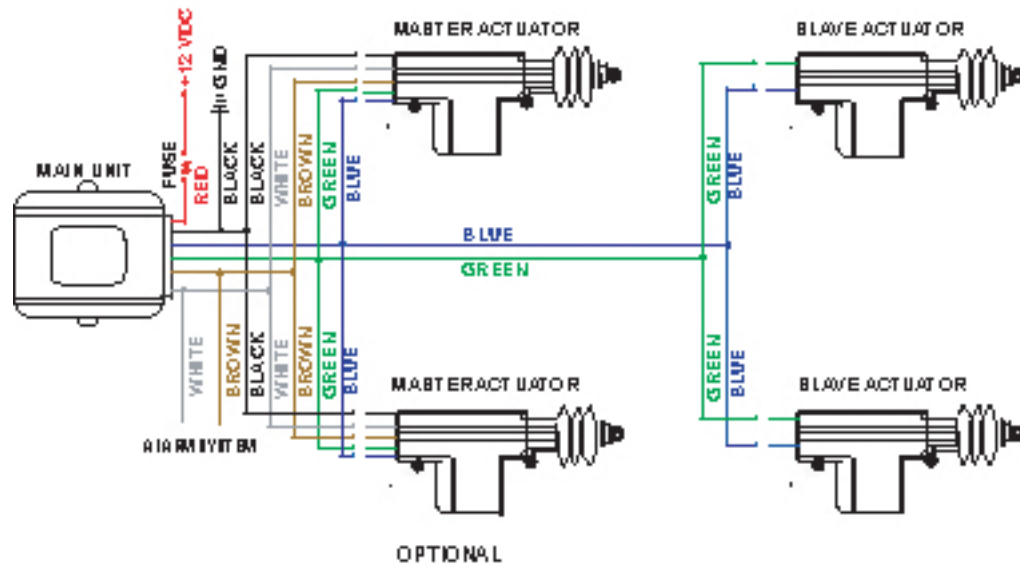 MASTER ACTUATOR
SLAVE ACTUATOR
+12 VDC
GND
MAIN UNIT
FUSE
RED
BLACK
BLACK
WHITE
BROWN
GREEN
BLUE
GREEN
BLUE
BLUE
GREEN
WHITE
BROWN
BLACK
WHITE
BROWN
GREEN
BLUE
GREEN
BLUE
MASTER ACTUATOR
SLAVE ACTUATOR
ALARM SYSTEM
OPTIONAL